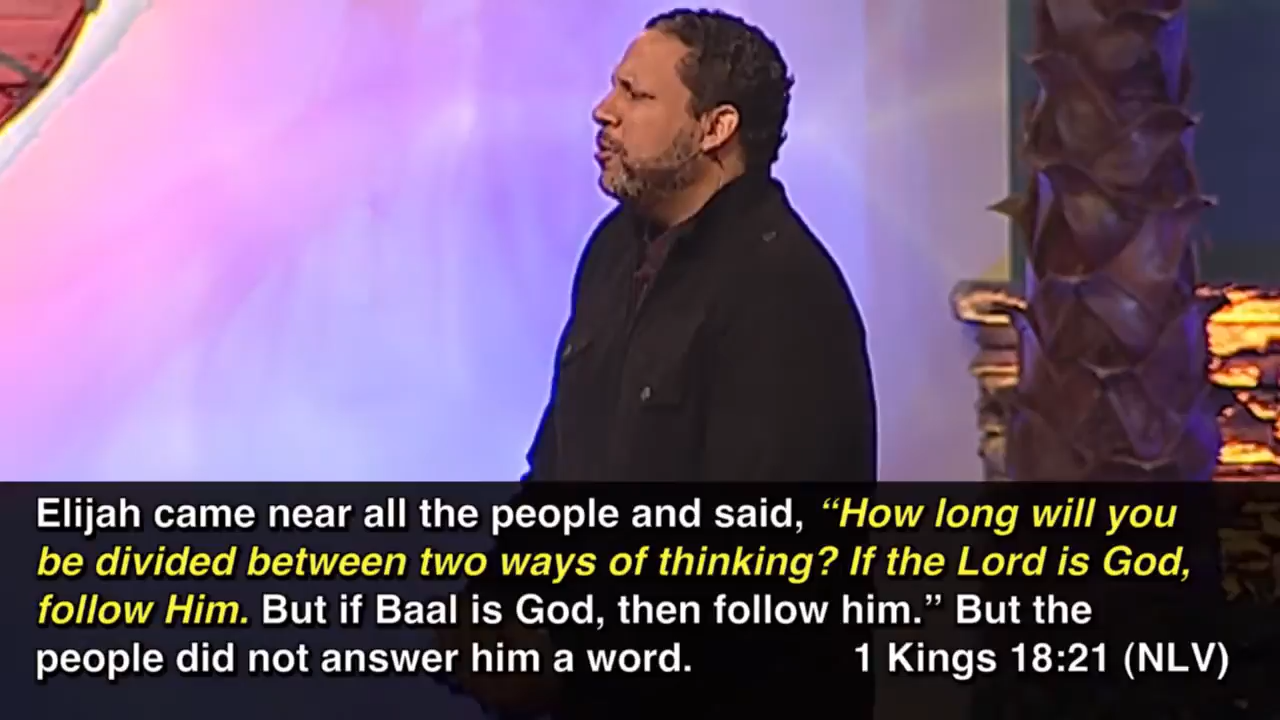 Elijah came near all the people and said, “How long will you
be divided between two ways of thinking? If the Lord is God,
follow Him. But if Baal is God, then follow him.” But the
people did not answer him a word. 1 Kings 18:21 (NLV)